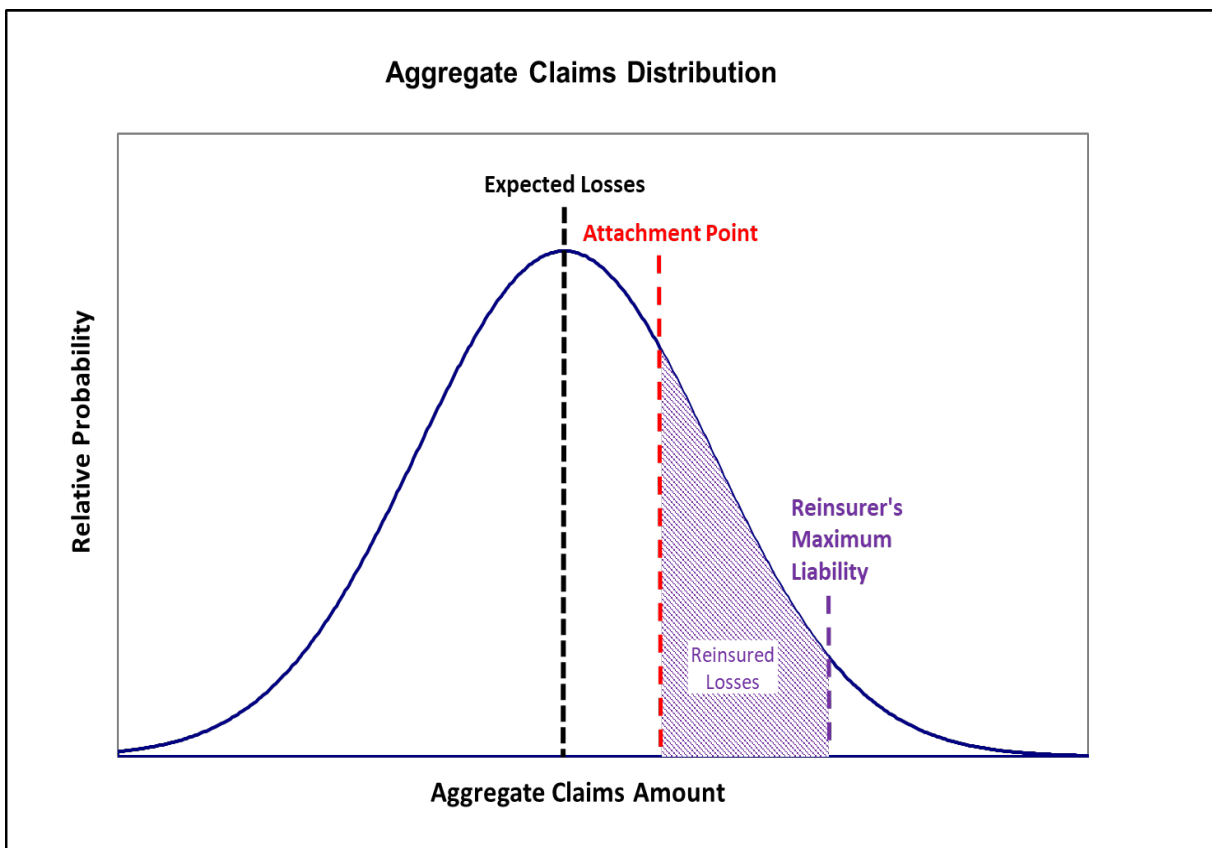 Aggregate Claims Distribution
Expected Losses
Attachment Point
Relative Probability
Reinsurer's
Maximum
Liability
Reinsured
Losses
Aggregate Claims Amount